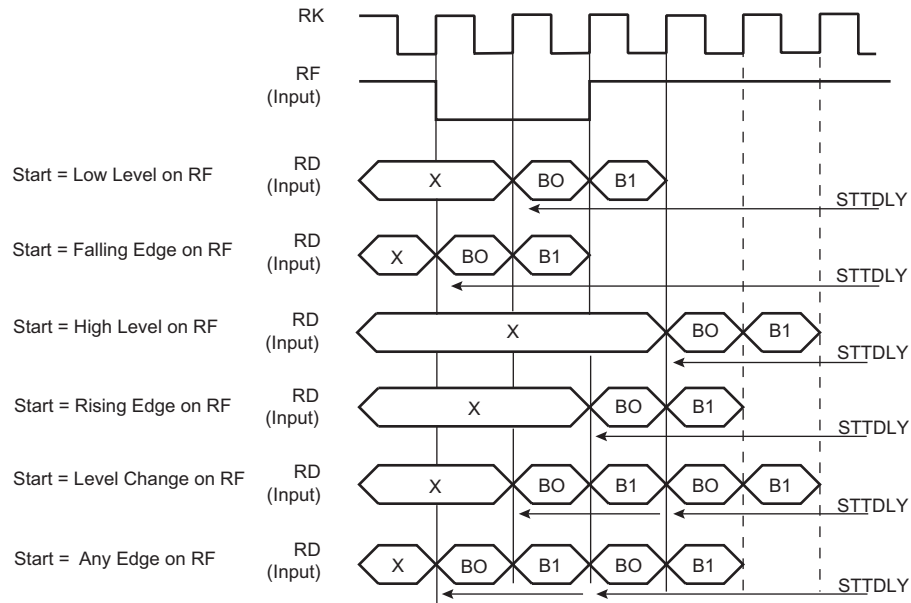 RK
RF
(Input)
Start = Low Level on RF
RD
(Input)
X
BO
B1
STTDLY
Start = Falling Edge on RF
RD
(Input)
X
BO
B1
STTDLY
Start = High Level on RF
RD
(Input)
X
BO
B1
STTDLY
Start = Rising Edge on RF
RD
(Input)
X
BO
B1
STTDLY
Start = Level Change on RF
RD
(Input)
X
BO
B1
BO
B1
STTDLY
Start = Any Edge on RF
RD
(Input)
X
BO
B1
BO
B1
STTDLY